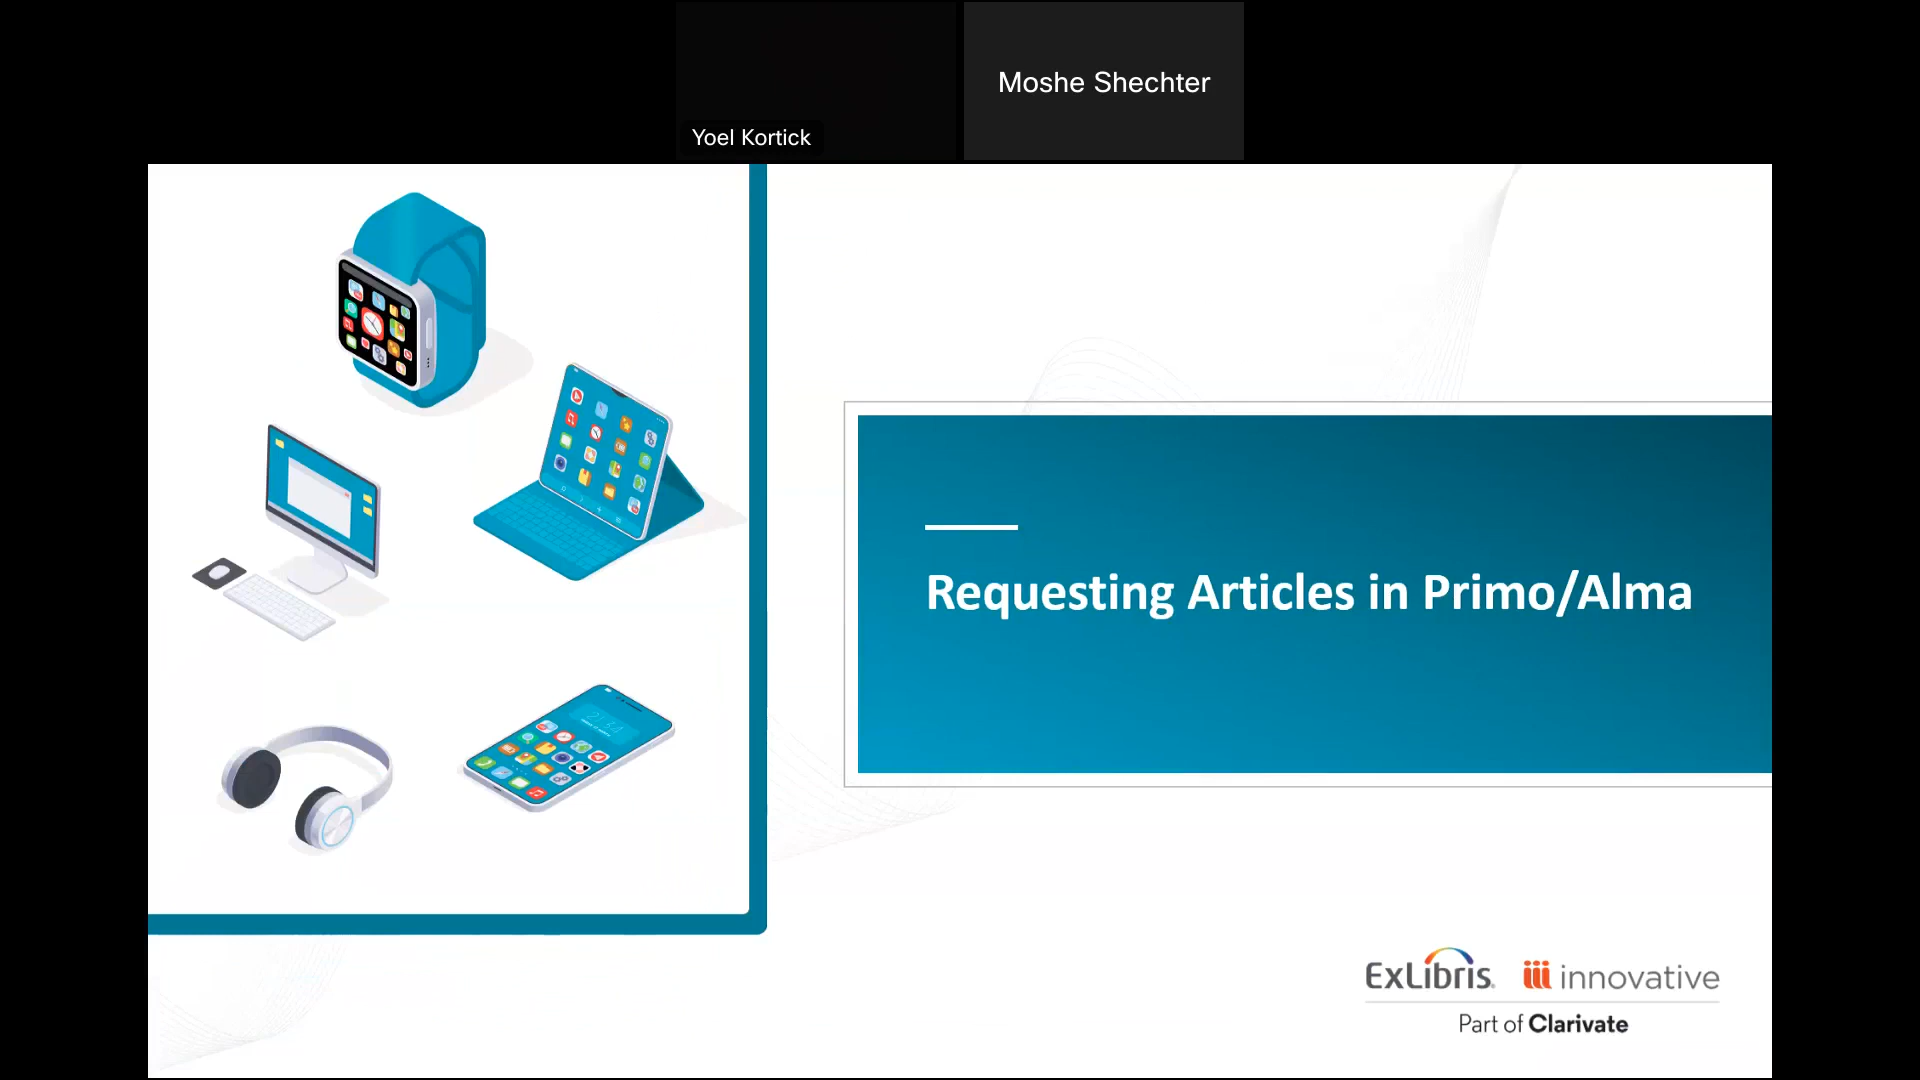 Moshe Shechter
Yoel Kortick
Requesting Articles in Primo/Alma
ExLibris
innovative
Part of Clarivate